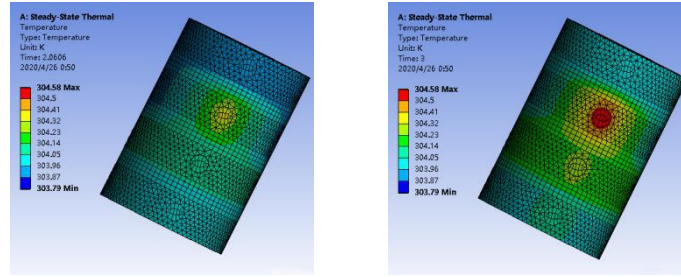 A: Steady-State Thermal
Temperature
Type: Temperature
Unit: K
Time: 2.0606
2020/4/26 0:50
304.58 Max
304.5
304.41
304.32
304.23
304.14
304.05
303.96
303.87
303.79 Min
A: Steady-State Thermal
Temperature
Type: Temperature
Unit: K
Time: 3
2020/4/26 0:50
304.58 Max
304.5
304.41
304.32
304.23
304.14
304.05
303.96
303.87
303.79 Min